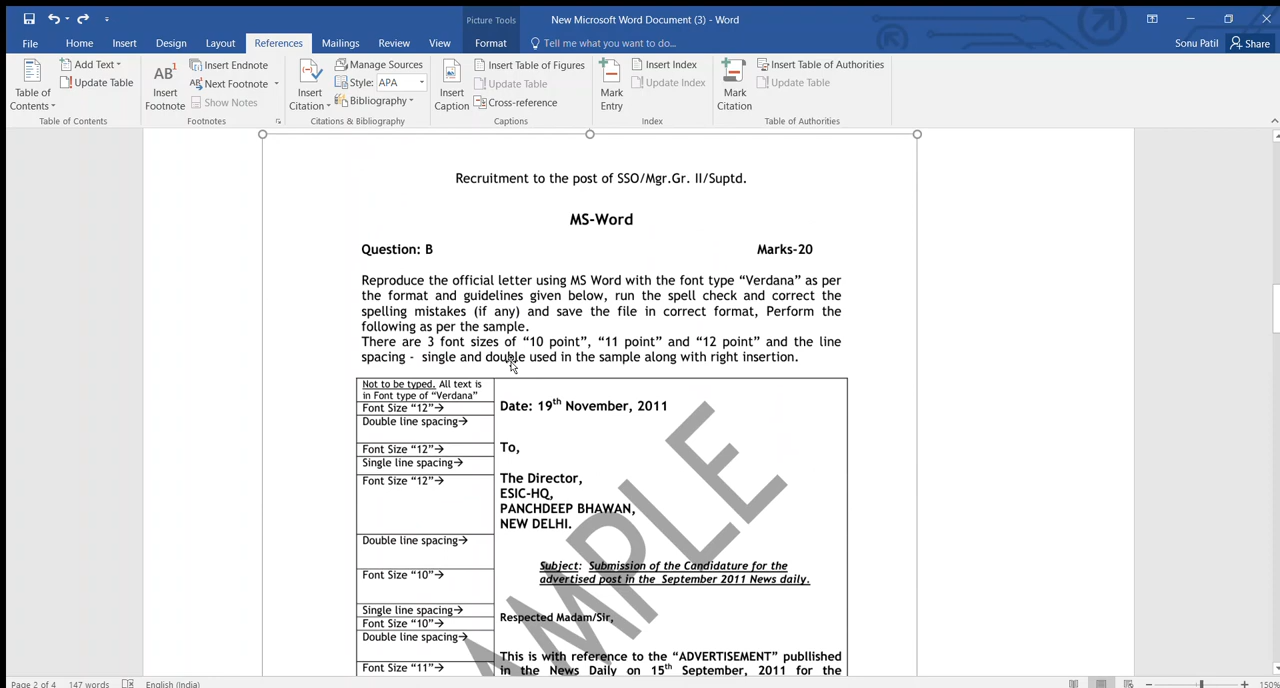 New Microsoft Word Document (3) - Word
Picture Tools
File Home Insert Design Layout References Mailings Review View Format Tell me what you want to do... Sonu Patil Share
Table of Contents
Add Text
Update Table
Table of Contents
Insert Footnote
Insert Endnote
Next Footnote
Show Notes
Footnotes
Insert Citation
Manage Sources
Style: APA
Bibliography
Citations & Bibliography
Insert Caption
Insert Table of Figures
Update Table
Cross-reference
Captions
Mark Entry
Insert Index
Update Index
Index
Mark Citation
Insert Table of Authorities
Update Table
Table of Authorities
Recruitment to the post of SSO/Mgr.Gr. II/Suptd.
MS-Word
Question: B Marks-20
Reproduce the official letter using MS Word with the font type “Verdana” as per
the format and guidelines given below, run the spell check and correct the
spelling mistakes (if any) and save the file in correct format, Perform the
following as per the sample.
There are 3 font sizes of “10 point”, “11 point” and “12 point” and the line
spacing - single and double used in the sample along with right insertion.
Not to be typed. All text is
in Font type of “Verdana”
Font Size “12”→
Double line spacing→
Font Size “12”→
Single line spacing→
Font Size “12”→
Double line spacing→
Font Size “10”→
Single line spacing→
Font Size “10”→
Double line spacing→
Font Size “11”→
Date: 19th November, 2011
To,
The Director,
ESIC-HQ,
PANCHDEEP BHAWAN,
NEW DELHI.
Subject: Submission of the Candidature for the
advertised post in the September 2011 News daily.
Respected Madam/Sir,
This is with reference to the “ADVERTISEMENT” publlished
in the News Daily on 15th September, 2011 for the
AMPLE
Page 2 of 4 147 words English (India) 150%